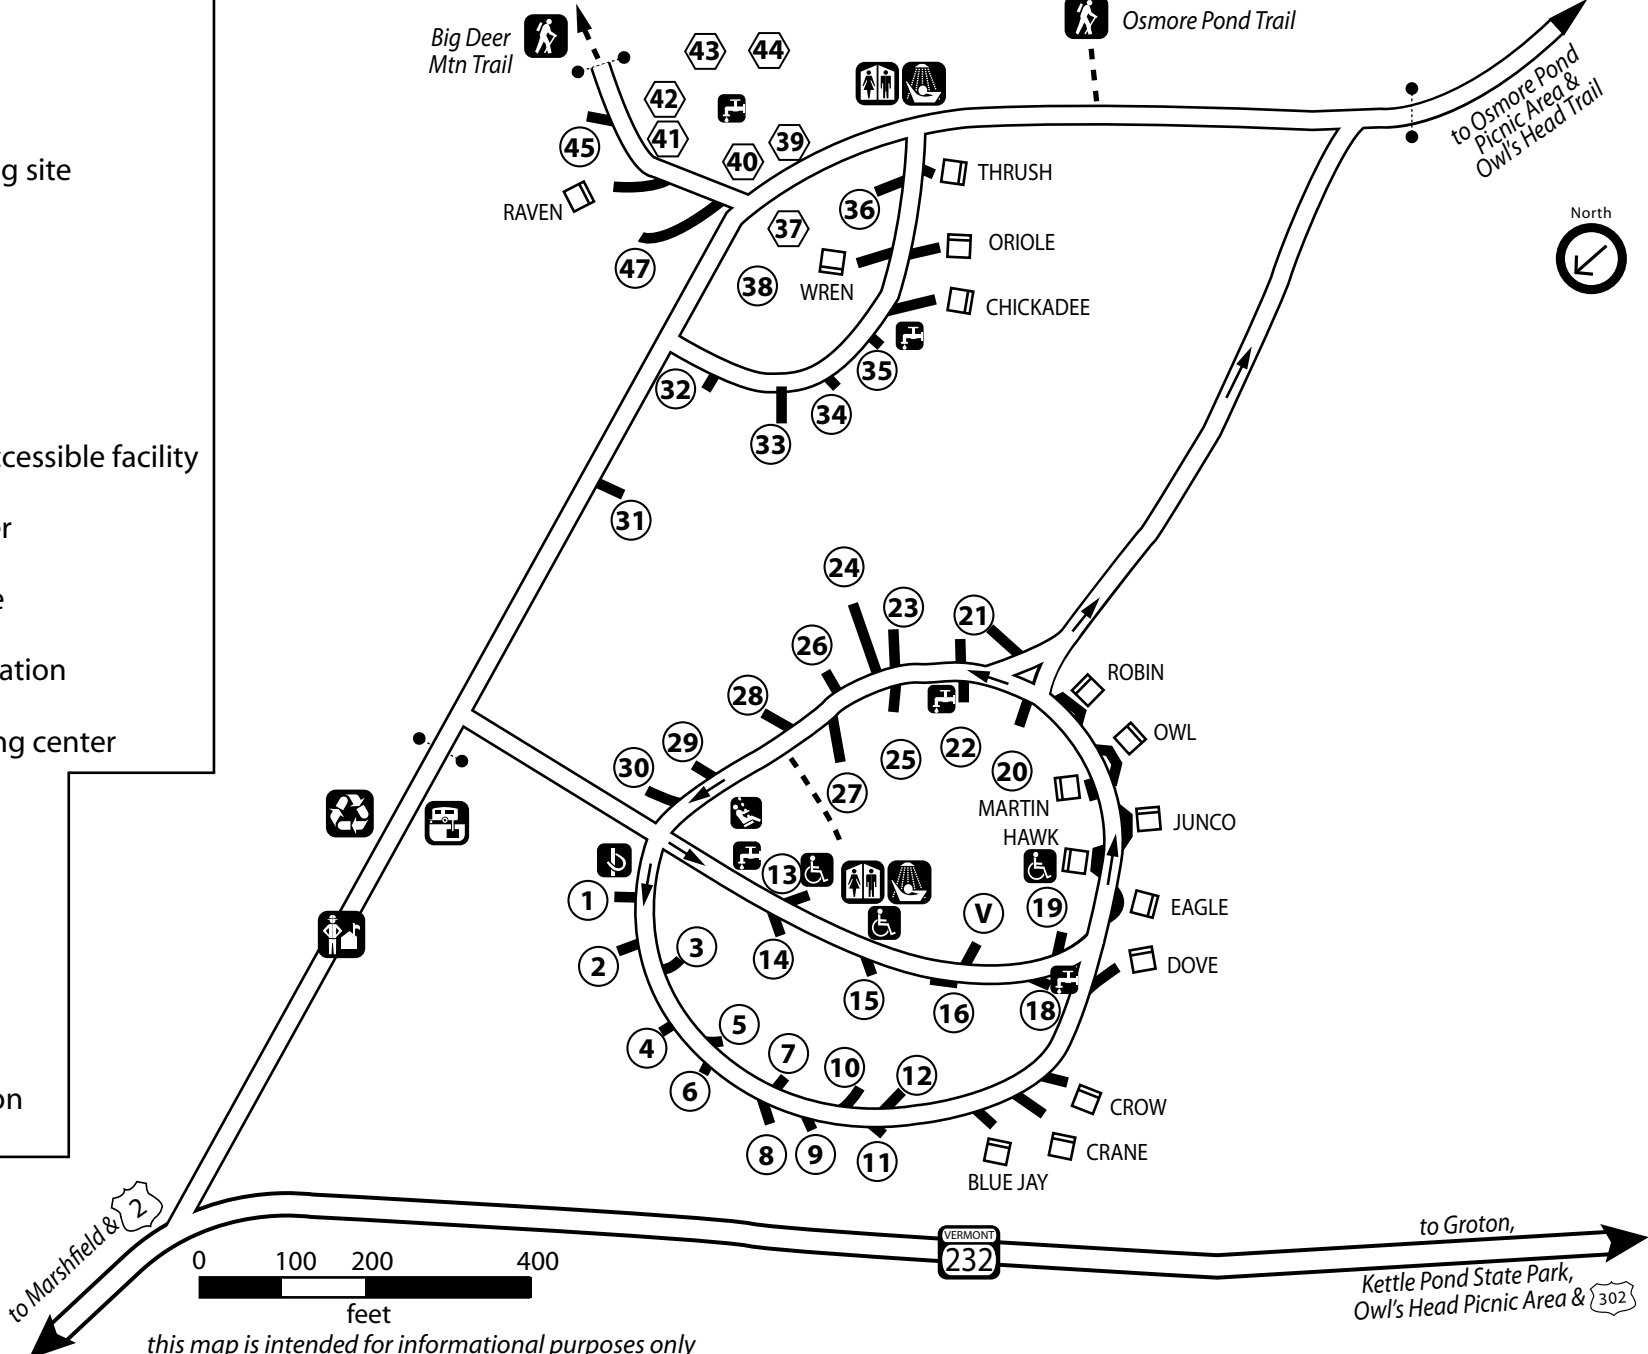 g site
ccessible facility
er
e
ation
ng center
on
Big Deer
Mtn Trail
Osmore Pond Trail
to Osmore Pond
Picnic Area &
Owl's Head Trail
North
43
44
42
41
39
40
45
RAVEN
47
37
38
36
THRUSH
ORIOLE
WREN
CHICKADEE
35
32
34
33
31
24
23
21
26
28
29
30
27
25
22
20
ROBIN
OWL
MARTIN
JUNCO
HAWK
EAGLE
DOVE
13
V
19
1
2
3
14
15
16
18
4
5
6
7
10
12
8
9
11
CROW
CRANE
BLUE JAY
to Marshfield & 2
VERMONT
232
to Groton,
Kettle Pond State Park,
Owl's Head Picnic Area & 302
0 100 200 400
feet
this map is intended for informational purposes only